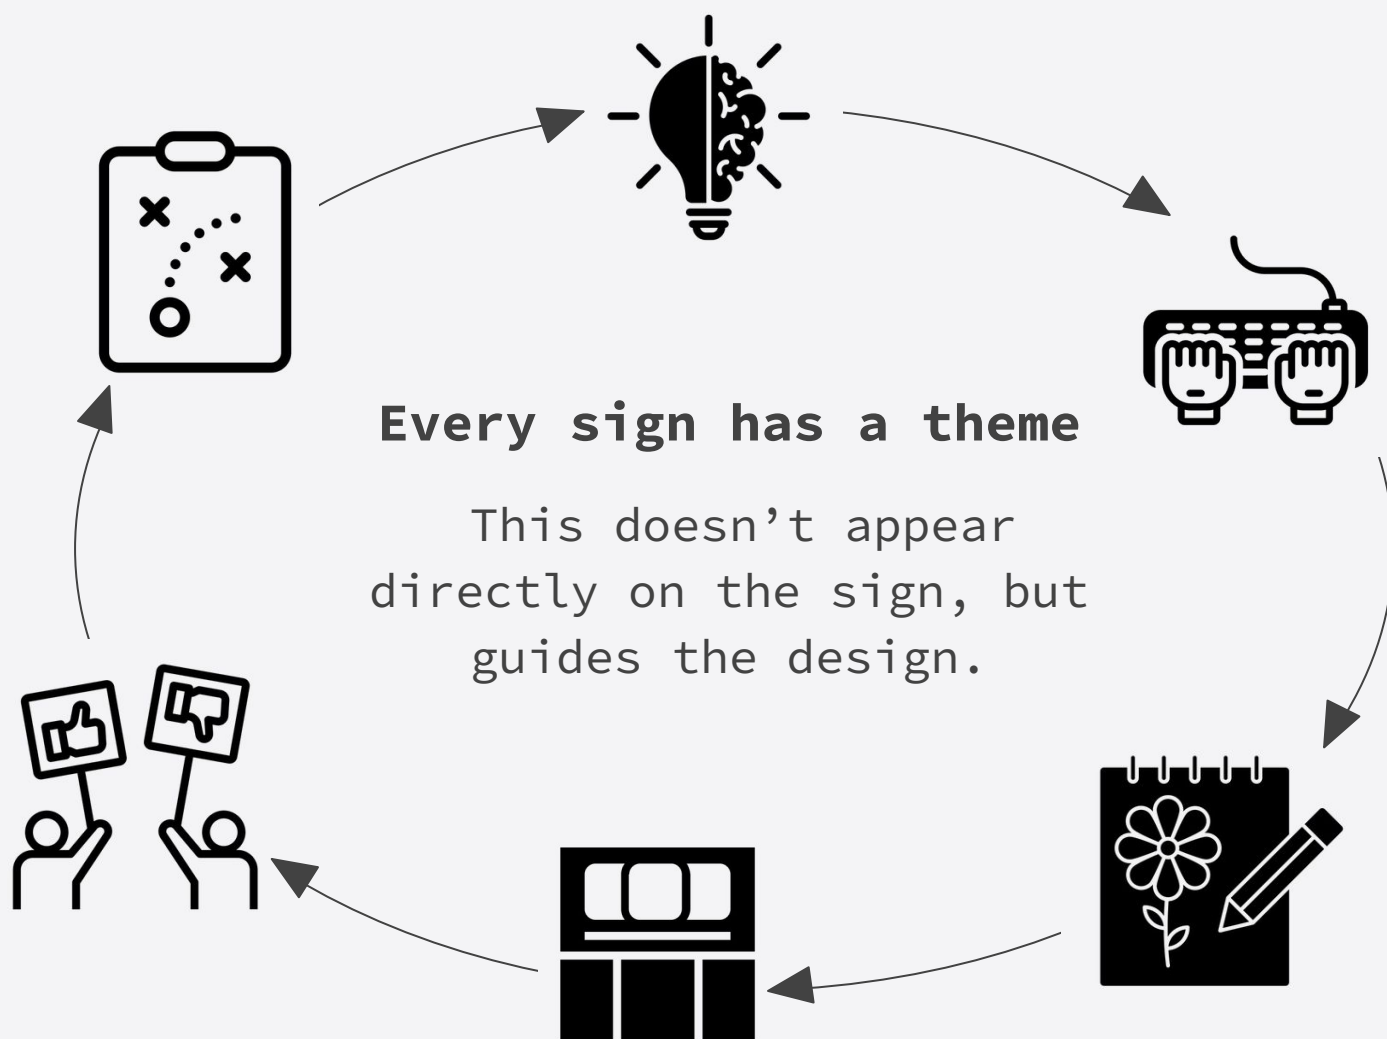 Every sign has a theme
This doesn’t appear
directly on the sign, but
guides the design.